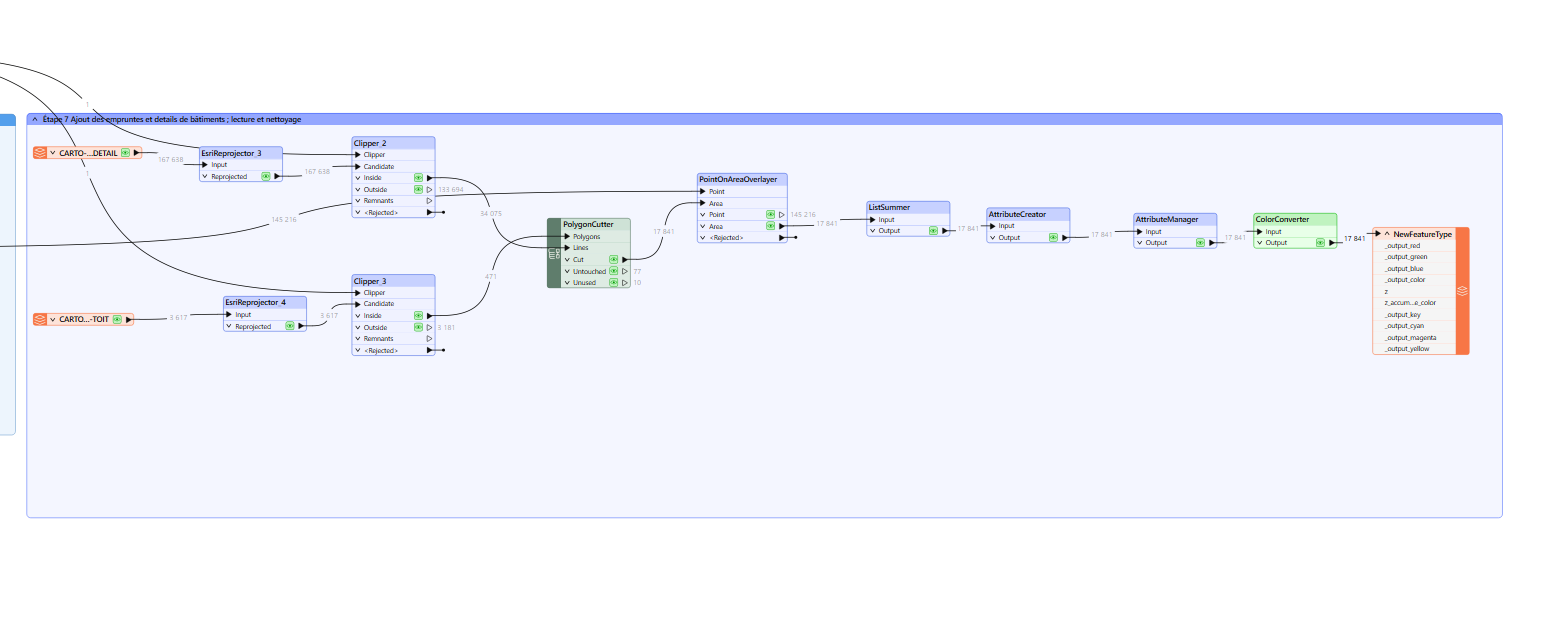 Étape 7 Ajout des empruntes et details de bâtiments ; lecture et nettoyage
1
1
CARTO-...DETAIL
167 638
EsriReprojector_3
Input
Reprojected
167 638
Clipper_2
Clipper
Candidate
Inside
Outside
133 694
Remnants
<Rejected>
34 075
145 216
CARTO...-TOIT
3 617
EsriReprojector_4
Input
Reprojected
3 617
Clipper_3
Clipper
Candidate
Inside
Outside
3 181
Remnants
<Rejected>
471
PolygonCutter
Polygons
Lines
Cut
Untouched
77
Unused
10
17 841
PointOnAreaOverlayer
Point
Area
Point
145 216
Area
17 841
<Rejected>
ListSummer
Input
Output
17 841
AttributeCreator
Input
Output
17 841
AttributeManager
Input
Output
17 841
ColorConverter
Input
Output
17 841
NewFeatureType
_output_red
_output_green
_output_blue
_output_color
z
z_accum...e_color
_output_key
_output_cyan
_output_magenta
_output_yellow